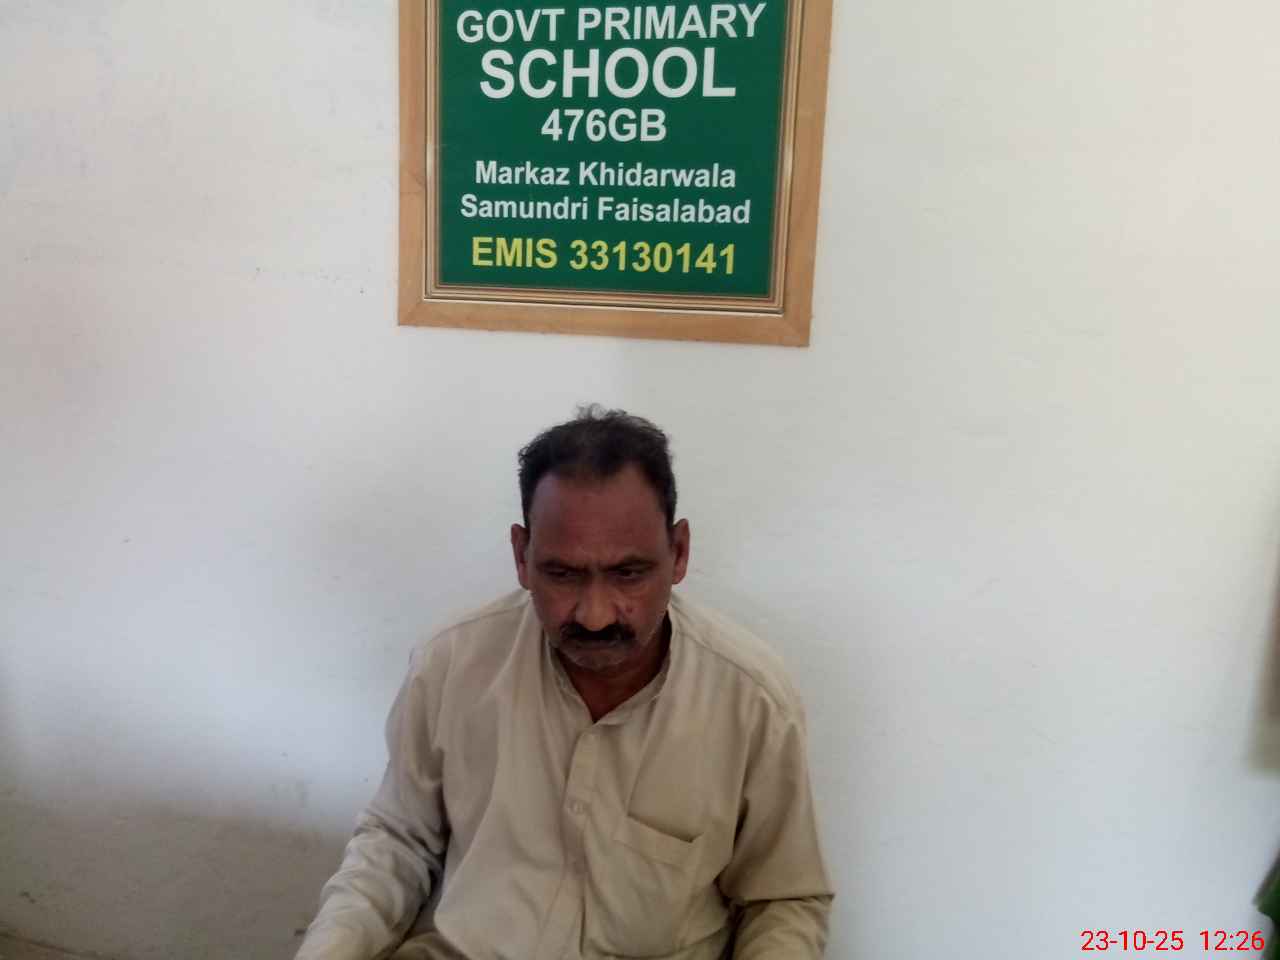 GOVT PRIMARY
SCHOOL
476GB
Markaz Khidarwala
Samundri Faisalabad
EMIS 33130141
23-10-25 12:26